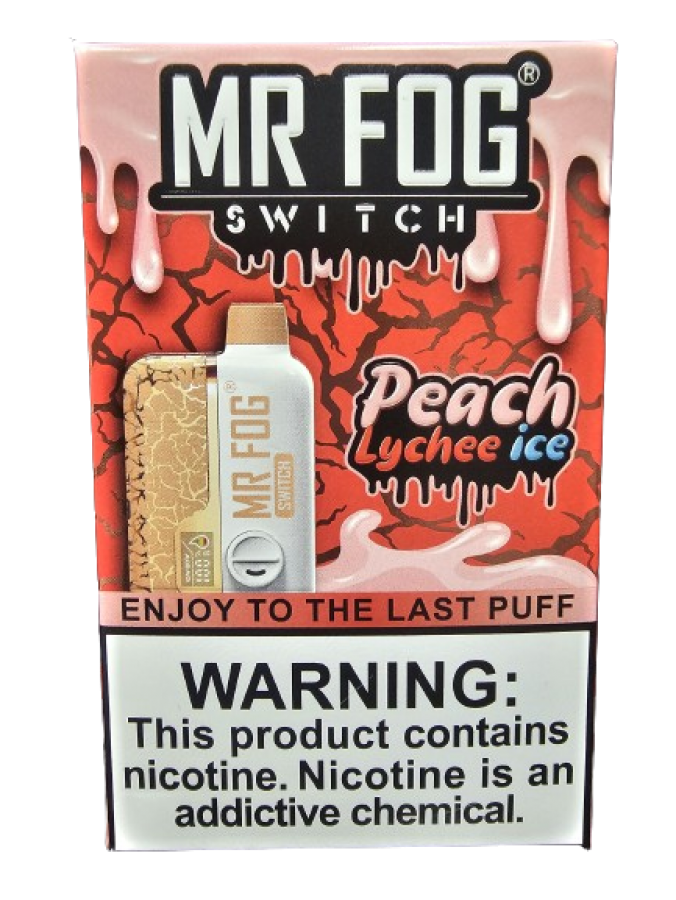 MR FOG®
SWITCH
Peach
Lychee ice
MR FOG®
SWITCH
ENJOY TO THE LAST PUFF
WARNING:
This product contains
nicotine. Nicotine is an
addictive chemical.